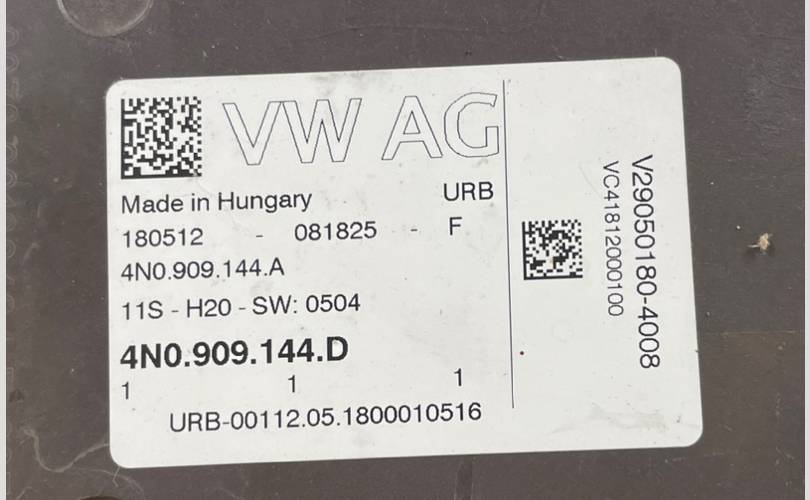 VW AG
Made in Hungary URB
180512 - 081825 - F
4N0.909.144.A
11S - H20 - SW: 0504
4N0.909.144.D
1 1 1
URB-00112.05.1800010516
V29050180-4008
VC41812000100